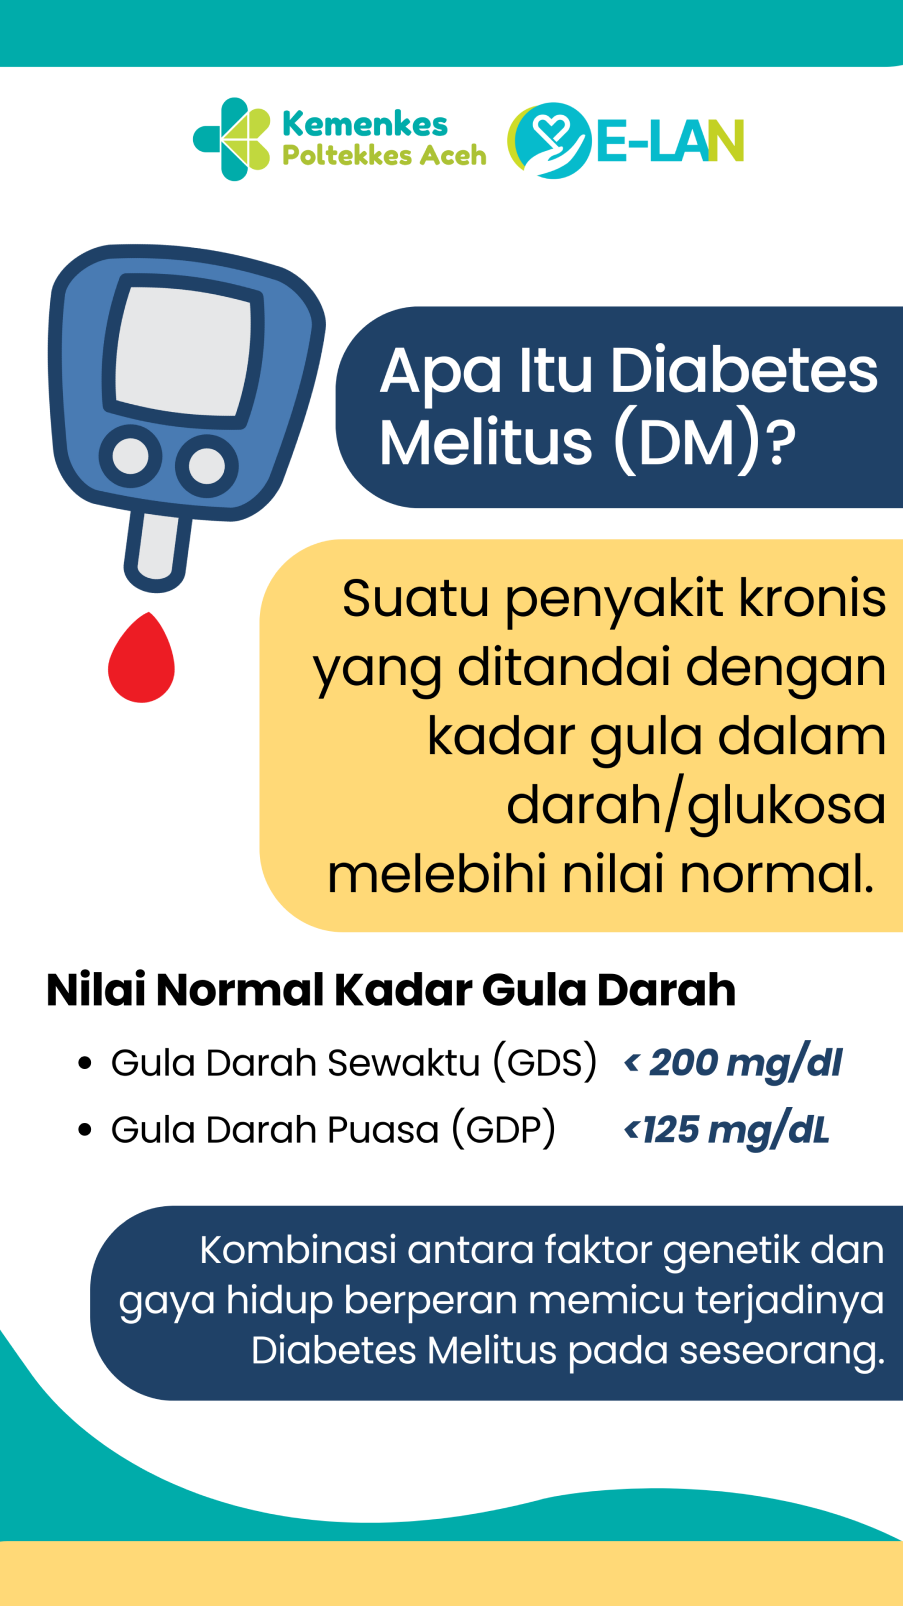 Kemenkes
Poltekkes Aceh
E-LAN
Apa Itu Diabetes
Melitus (DM)?
Suatu penyakit kronis
yang ditandai dengan
kadar gula dalam
darah/glukosa
melebihi nilai normal.
Nilai Normal Kadar Gula Darah
• Gula Darah Sewaktu (GDS) < 200 mg/dl
• Gula Darah Puasa (GDP) <125 mg/dL
Kombinasi antara faktor genetik dan
gaya hidup berperan memicu terjadinya
Diabetes Melitus pada seseorang.